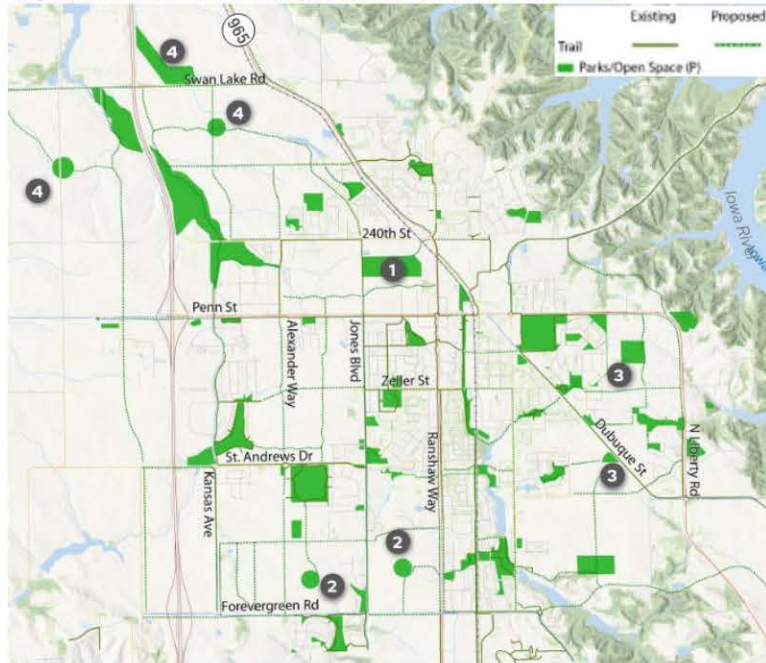 965
Existing Proposed
Trail
Parks/Open Space (P)
4
Swan Lake Rd
4
4
Iowa River
Iowa
240th St
1
Penn St
Alexander Way
Jones Blvd
Zeller St
3
Ranshaw Way
Dubuque St
N Liberty Rd
St. Andrews Dr
3
Kansas Ave
2
2
Forevergreen Rd